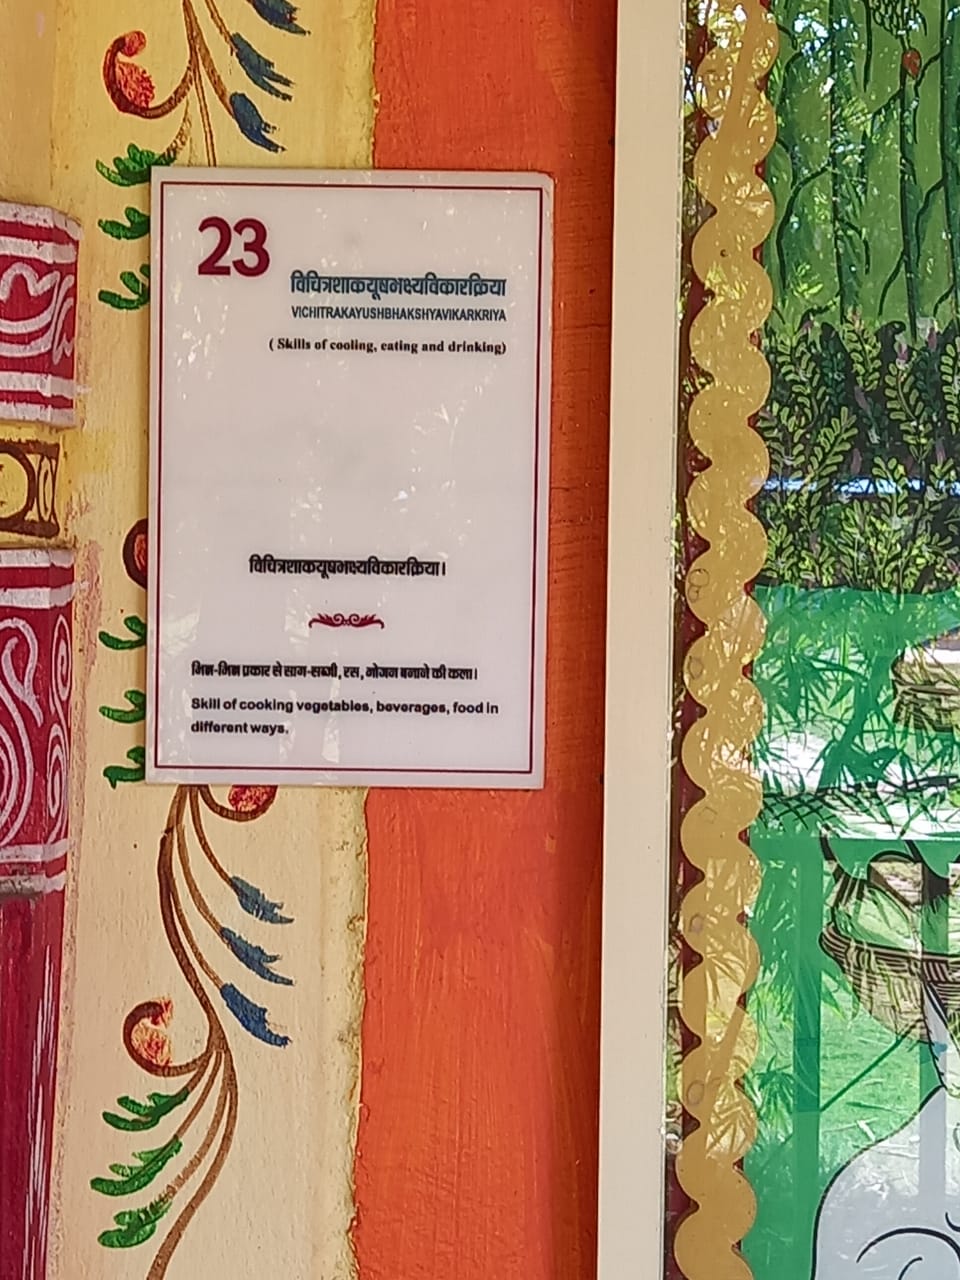 23
विचित्रशाकयूषभक्ष्यविकारक्रिया
VICHITRAKAYUSHBHAKSHYAVIKARKRIYA
( Skills of cooling, eating and drinking)
विचित्रशाकयूषभक्ष्यविकारक्रिया।
भिन्न-भिन्न प्रकार से साग-सब्जी, रस, भोजन बनाने की कला।
Skill of cooking vegetables, beverages, food in
different ways.